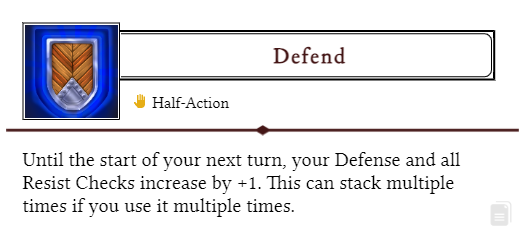 Defend
Half-Action
Until the start of your next turn, your Defense and all
Resist Checks increase by +1. This can stack multiple
times if you use it multiple times.